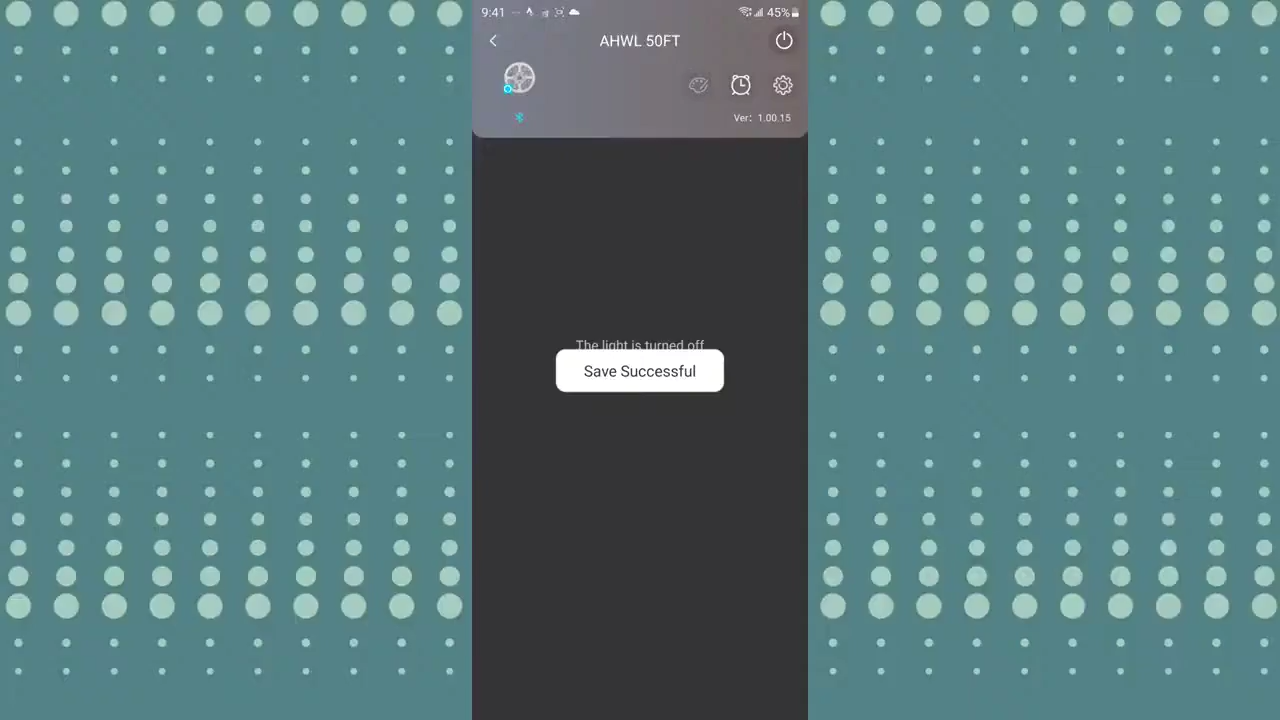 9:41
45%
AHWL 50FT
Ver: 1.00.15
The light is turned off
Save Successful